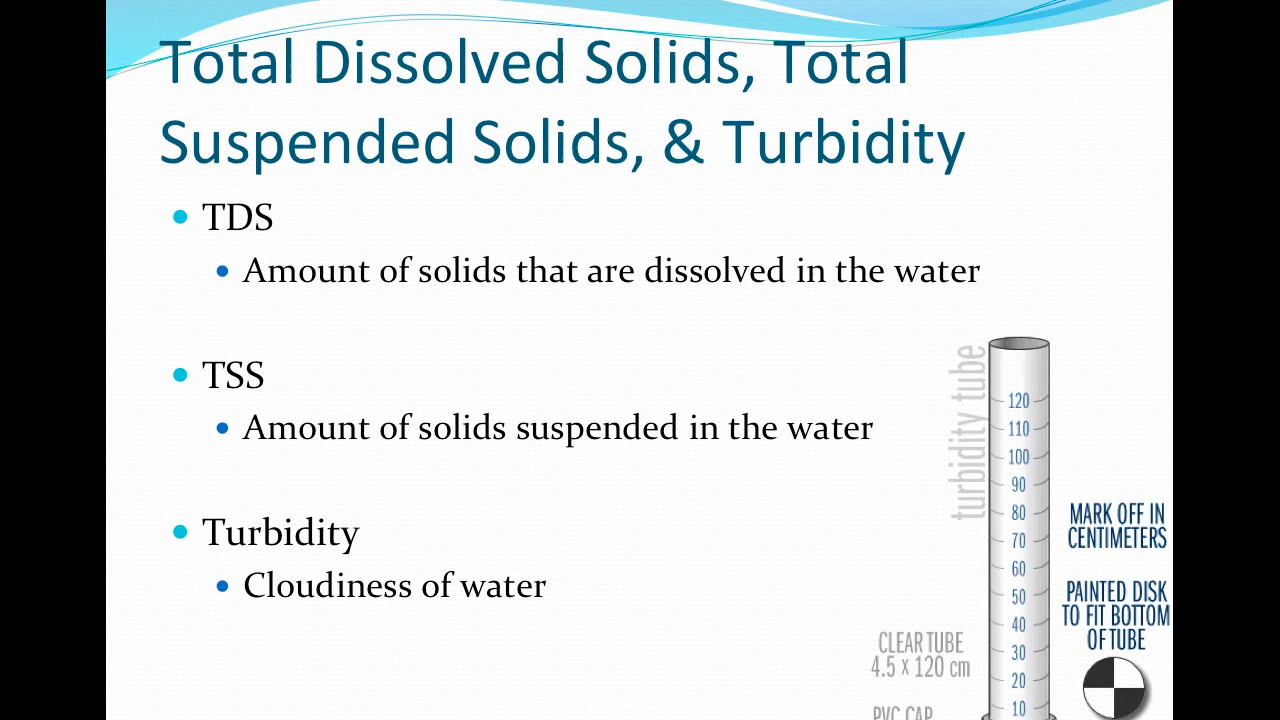 Total Dissolved Solids, Total
Suspended Solids, & Turbidity
TDS
Amount of solids that are dissolved in the water
TSS
Amount of solids suspended in the water
Turbidity
Cloudiness of water
turbidity tube
120
110
100
90
80
70
60
50
40
30
20
10
MARK OFF IN
CENTIMETERS
PAINTED DISK
TO FIT BOTTOM
OF TUBE
CLEAR TUBE
4.5 x 120 cm
PVC CAP